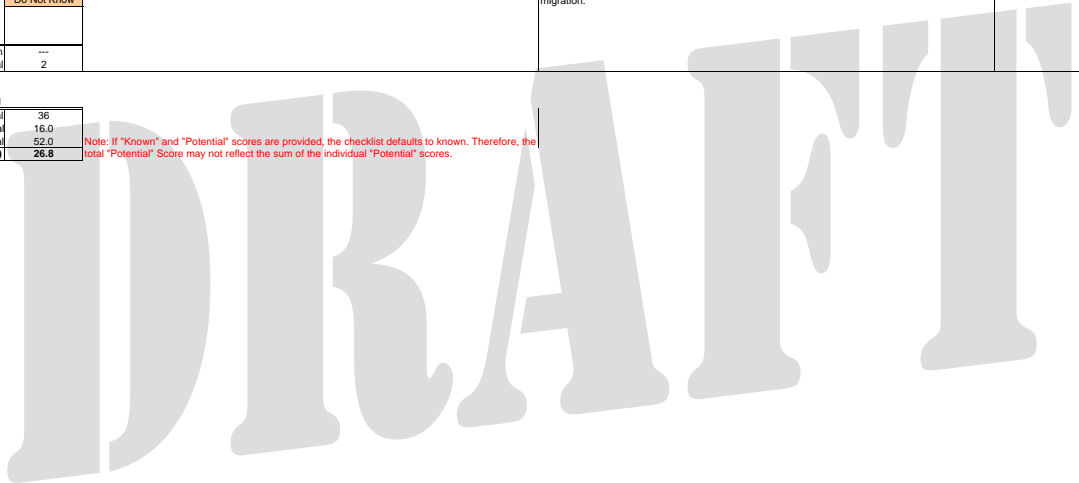 Do Not Know
migration.
---
2
36
16.0
52.0 Note: If "Known" and "Potential" scores are provided, the checklist defaults to known. Therefore, the
26.8 total "Potential" Score may not reflect the sum of the individual "Potential" scores.
DRAFT